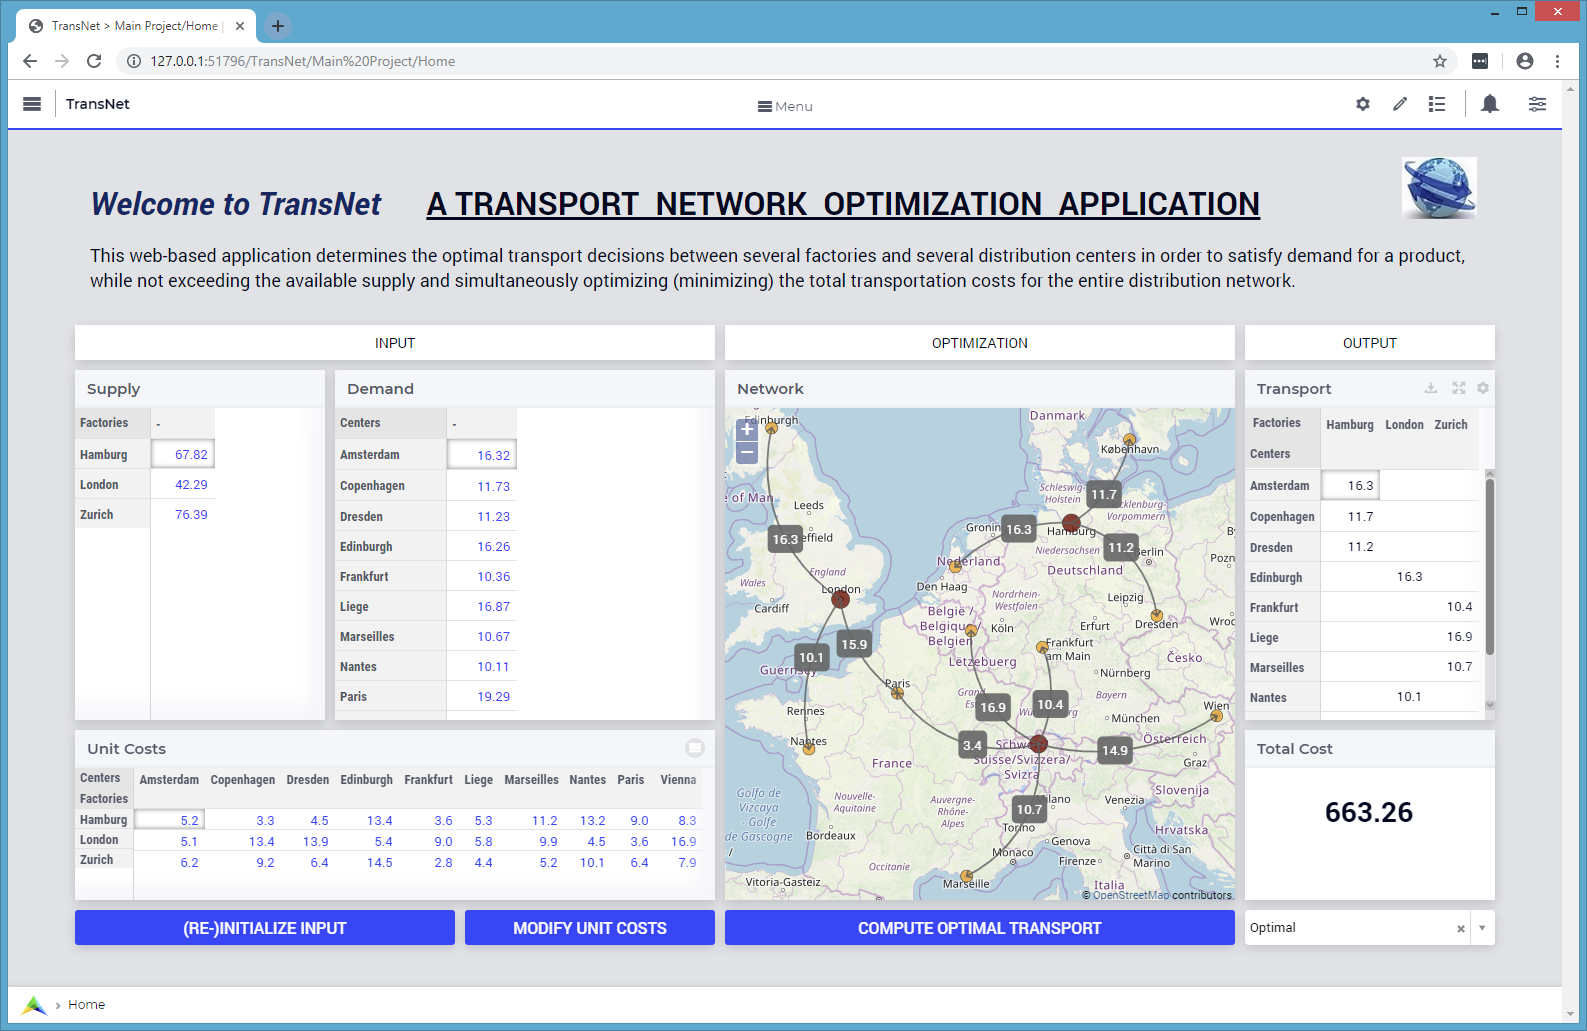 TransNet > Main Project/Home
127.0.0.1:51796/TransNet/Main%20Project/Home
TransNet
Menu
Welcome to TransNet
A TRANSPORT NETWORK OPTIMIZATION APPLICATION
This web-based application determines the optimal transport decisions between several factories and several distribution centers in order to satisfy demand for a product,
while not exceeding the available supply and simultaneously optimizing (minimizing) the total transportation costs for the entire distribution network.
INPUT
OPTIMIZATION
OUTPUT
Supply
Factories -
Hamburg 67.82
London 42.29
Zurich 76.39
Demand
Centers -
Amsterdam 16.32
Copenhagen 11.73
Dresden 11.23
Edinburgh 16.26
Frankfurt 10.36
Liege 16.87
Marseilles 10.67
Nantes 10.11
Paris 19.29
Unit Costs
Centers Amsterdam Copenhagen Dresden Edinburgh Frankfurt Liege Marseilles Nantes Paris Vienna
Factories
Hamburg 5.2 3.3 4.5 13.4 3.6 5.3 11.2 13.2 9.0 8.3
London 5.1 13.4 13.9 5.4 9.0 5.8 9.9 4.5 3.6 16.9
Zurich 6.2 9.2 6.4 14.5 2.8 4.4 5.2 10.1 6.4 7.9
Network
+
−
Edinburgh
Danmark
København
Schleswig-
Holstein
11.7
Mecklenburg-
Vorpommern
e of Man
Leeds
16.3
effield
Gronin
16.3
Hamburg
11.2
Berlin
Niedersachsen
Pozn
Nederland
Deutschland
England
Wales
Den Haag
London
Cardiff
Nordrhein-
Westfalen
Leipzig
België /
Belgique /
Belgien
Köln
Erfurt
Dresden
Wroc
15.9
10.1
Guernsey
Frankfurt
am Main
Lëtzebuerg
Česko
Nürnberg
Paris
Grand
Bayern
16.9
10.4
Rennes
München
Wien
Nantes
3.4
14.9
Österreich
France
Suisse/Svizzera/
Svizra
Graz
Slovenija
Golfo de
Vizcaya
- Golfe
de Gascogne
Nouvelle-
Aquitaine
Auvergne-
Rhône-
Alpes
10.7
Milano
Venezia
Torino
Hrvatska
Bordeaux
Genova
Monaco
Firenze
Città di San
Marino
Occitanie
Vitoria-Gasteiz
Marseille
Italia
© OpenStreetMap contributors.
Transport
Factories Hamburg London Zurich
Centers
Amsterdam 16.3
Copenhagen 11.7
Dresden 11.2
Edinburgh 16.3
Frankfurt 10.4
Liege 16.9
Marseilles 10.7
Nantes 10.1
Total Cost
663.26
(RE-)INITIALIZE INPUT
MODIFY UNIT COSTS
COMPUTE OPTIMAL TRANSPORT
Optimal
Home